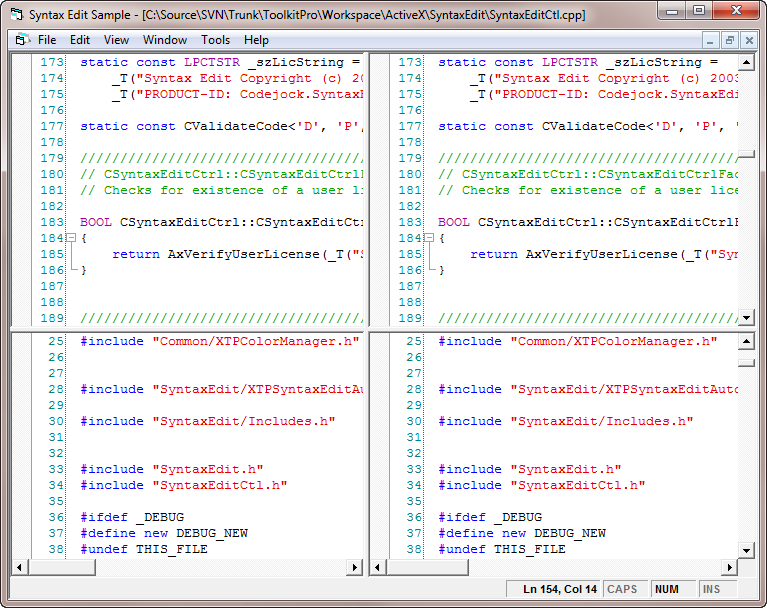 Syntax Edit Sample - [C:\Source\SVN\Trunk\ToolkitPro\Workspace\ActiveX\SyntaxEdit\SyntaxEditCtl.cpp]
File Edit View Window Tools Help
173 static const LPCTSTR _szLicString =
174 _T("Syntax Edit Copyright (c) 20
175 _T("PRODUCT-ID: Codejock.Syntax
176
177 static const CValidateCode<'D', 'P',
178
179 ////////////////////////////////////
180 // CSyntaxEditCtrl::CSyntaxEditCtrl
181 // Checks for existence of a user li
182
183 BOOL CSyntaxEditCtrl::CSyntaxEditCt
184 {
185 return AxVerifyUserLicense(_T("S
186 }
187
188
189 ////////////////////////////////////
173 static const LPCTSTR _szLicString =
174 _T("Syntax Edit Copyright (c) 2003
175 _T("PRODUCT-ID: Codejock.SyntaxEdi
176
177 static const CValidateCode<'D', 'P', '
178
179 //////////////////////////////////////
180 // CSyntaxEditCtrl::CSyntaxEditCtrlFac
181 // Checks for existence of a user lice
182
183 BOOL CSyntaxEditCtrl::CSyntaxEditCtrl
184 {
185 return AxVerifyUserLicense(_T("Syn
186 }
187
188
189 //////////////////////////////////////
25 #include "Common/XTPColorManager.h"
26
27
28 #include "SyntaxEdit/XTPSyntaxEditAu
29
30 #include "SyntaxEdit/Includes.h"
31
32
33 #include "SyntaxEdit.h"
34 #include "SyntaxEditCtl.h"
35
36 #ifdef _DEBUG
37 #define new DEBUG_NEW
38 #undef THIS_FILE
25 #include "Common/XTPColorManager.h"
26
27
28 #include "SyntaxEdit/XTPSyntaxEditAuto
29
30 #include "SyntaxEdit/Includes.h"
31
32
33 #include "SyntaxEdit.h"
34 #include "SyntaxEditCtl.h"
35
36 #ifdef _DEBUG
37 #define new DEBUG_NEW
38 #undef THIS_FILE
Ln 154, Col 14 CAPS NUM INS